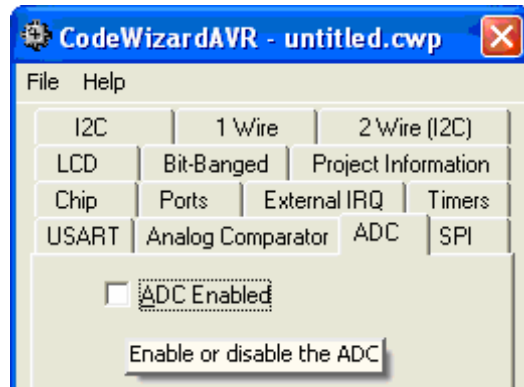 CodeWizardAVR - untitled.cwp
File Help
I2C 1 Wire 2 Wire (I2C)
LCD Bit-Banged Project Information
Chip Ports External IRQ Timers
USART Analog Comparator ADC SPI
ADC Enabled
Enable or disable the ADC